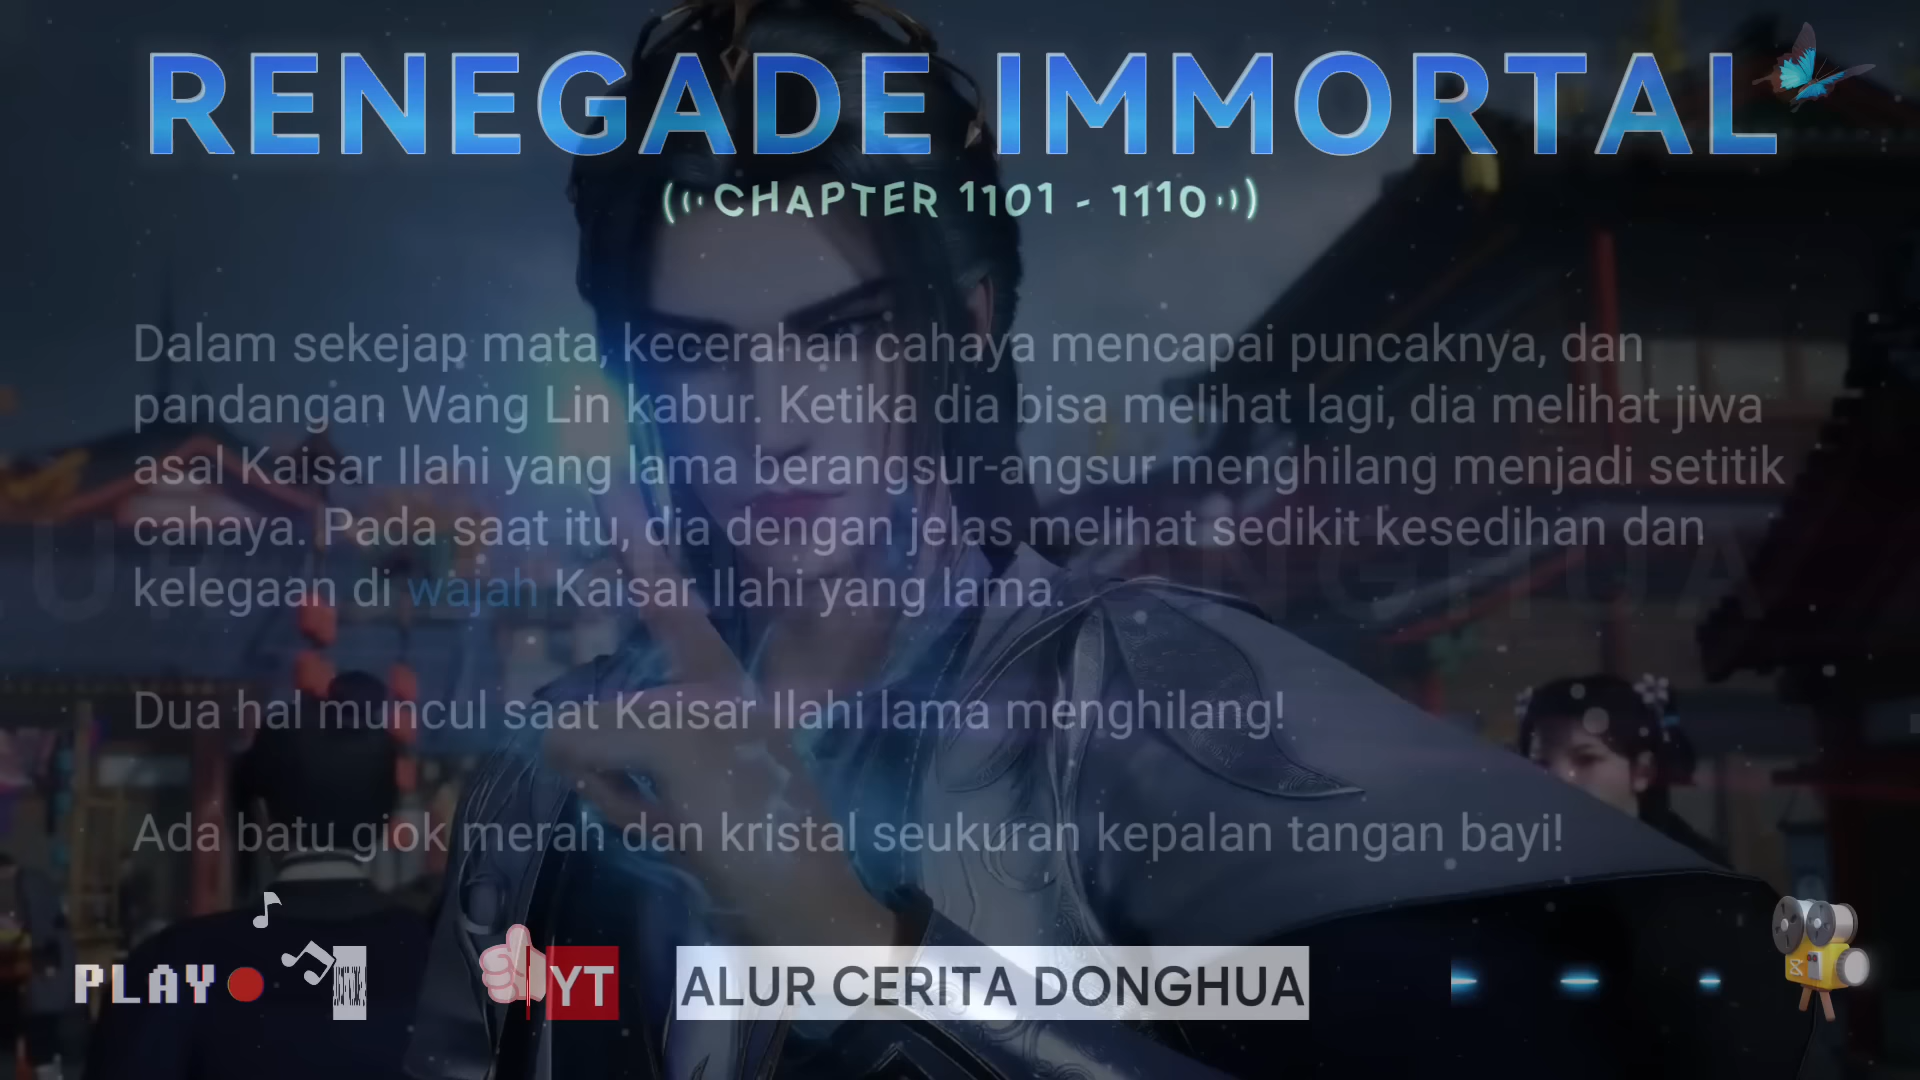 RENEGADE IMMORTAL
CHAPTER 1101 - 1110
Dalam sekejap mata, kecerahan cahaya mencapai puncaknya, dan
pandangan Wang Lin kabur. Ketika dia bisa melihat lagi, dia melihat jiwa
asal Kaisar Ilahi yang lama berangsur-angsur menghilang menjadi setitik
cahaya. Pada saat itu, dia dengan jelas melihat sedikit kesedihan dan
kelegaan di wajah Kaisar Ilahi yang lama.
Dua hal muncul saat Kaisar Ilahi lama menghilang!
Ada batu giok merah dan kristal seukuran kepalan tangan bayi!
PLAY
YT
ALUR CERITA DONGHUA